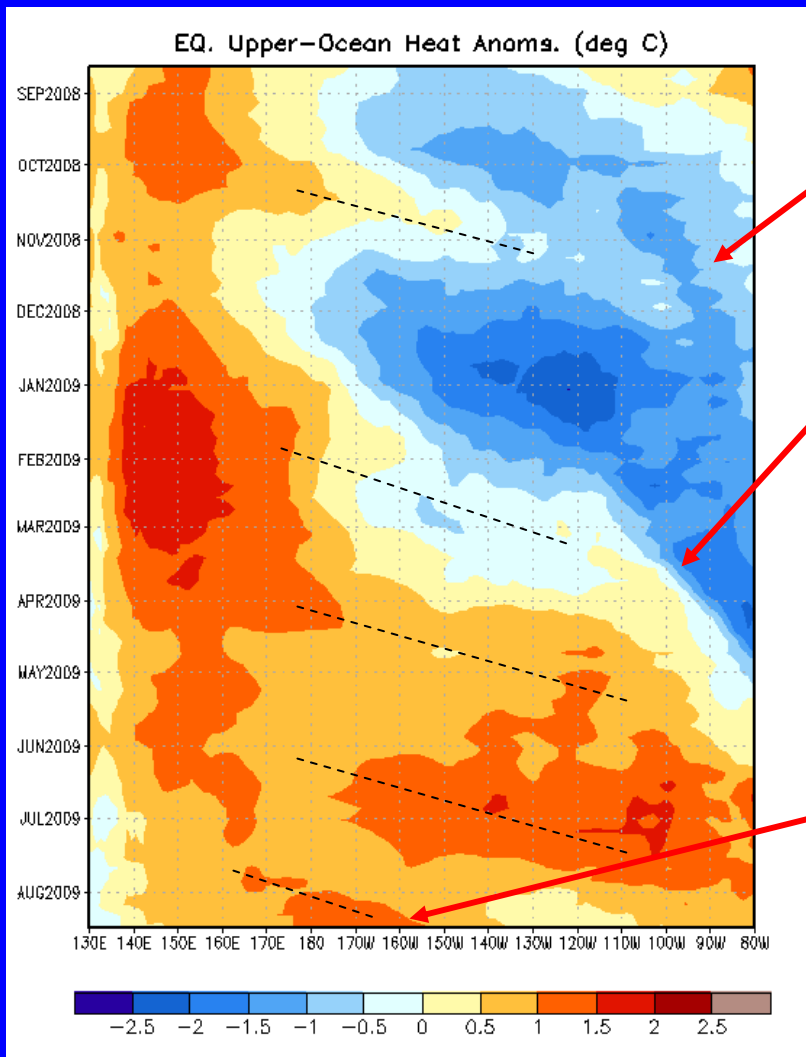 EQ. Upper-Ocean Heat Anoms. (deg C)
SEP2008
OCT2008
NOV2008
DEC2008
JAN2009
FEB2009
MAR2009
APR2009
MAY2009
JUN2009
JUL2009
AUG2009
130E 140E 150E 160E 170E 180 170W 160W 150W 140W 130W 120W 110W 100W 90W 80W
-2.5 -2 -1.5 -1 -0.5 0 0.5 1 1.5 2 2.5